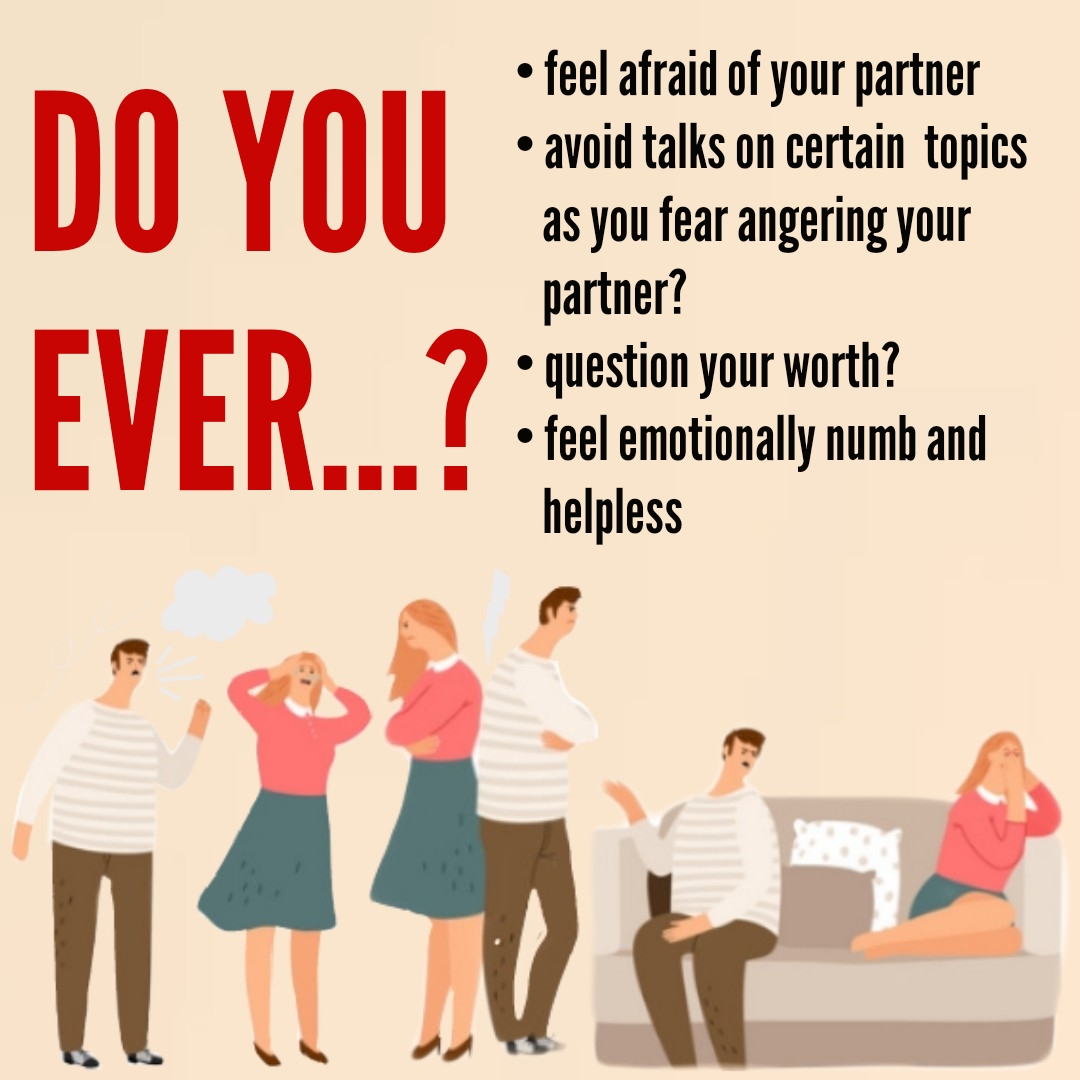 DO YOU
EVER...?
• feel afraid of your partner
• avoid talks on certain  topics
as you fear angering your
partner?
• question your worth?
• feel emotionally numb and
helpless